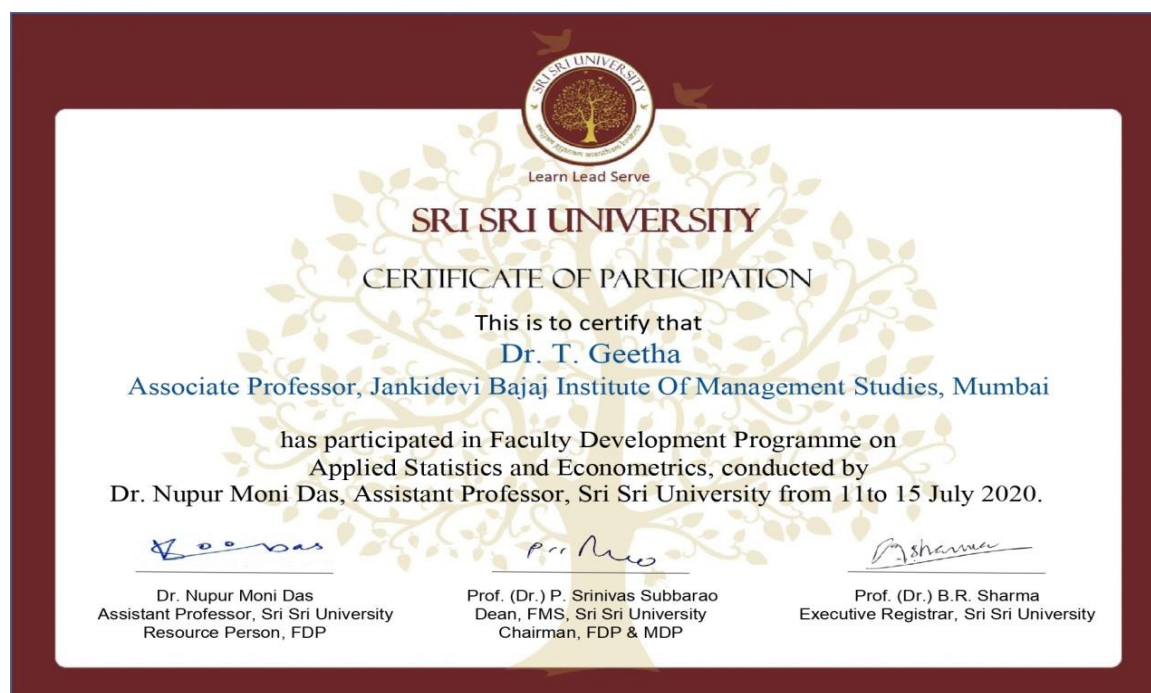 SRI SRI UNIVERSITY
Learn Lead Serve
SRI SRI UNIVERSITY
CERTIFICATE OF PARTICIPATION
This is to certify that
Dr. T. Geetha
Associate Professor, Jankidevi Bajaj Institute Of Management Studies, Mumbai
has participated in Faculty Development Programme on
Applied Statistics and Econometrics, conducted by
Dr. Nupur Moni Das, Assistant Professor, Sri Sri University from 11to 15 July 2020.
Dr. Nupur Moni Das
Assistant Professor, Sri Sri University
Resource Person, FDP
Prof. (Dr.) P. Srinivas Subbarao
Dean, FMS, Sri Sri University
Chairman, FDP & MDP
Prof. (Dr.) B.R. Sharma
Executive Registrar, Sri Sri University